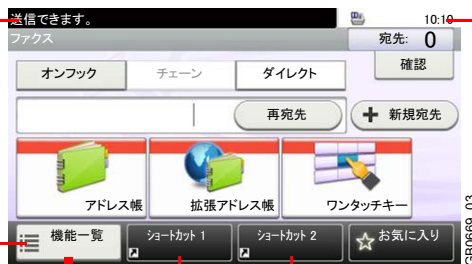 送信できます。 10:10
ファクス 宛先: 0
オンフック チェーン ダイレクト 確認
再宛先 新規宛先
アドレス帳 拡張アドレス帳 ワンタッチキー
機能一覧 ショートカット 1 ショートカット 2 お気に入り
GB0669_03